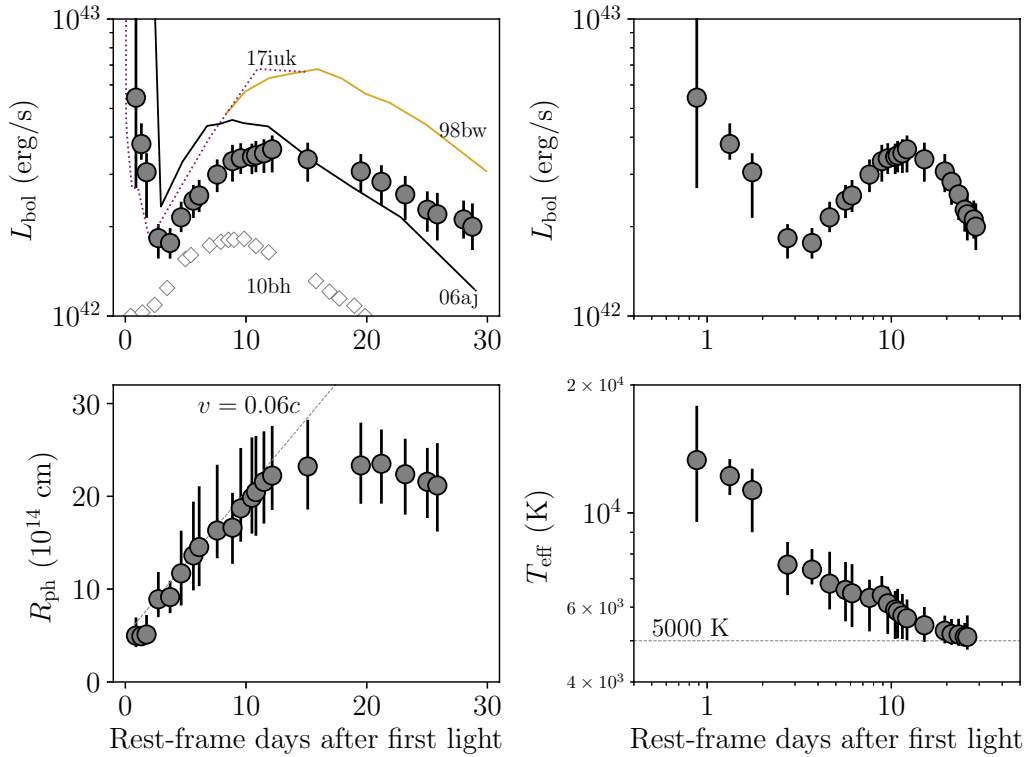 10^43
17iuk
98bw
10bh
06aj
10^42
0
10
20
30
L_bol (erg/s)
10^43
10^42
1
10
L_bol (erg/s)
30
20
10
0
v = 0.06c
R_ph (10^14 cm)
0
10
20
30
Rest-frame days after first light
2 × 10^4
10^4
6 × 10^3
4 × 10^3
5000 K
T_eff (K)
1
10
Rest-frame days after first light